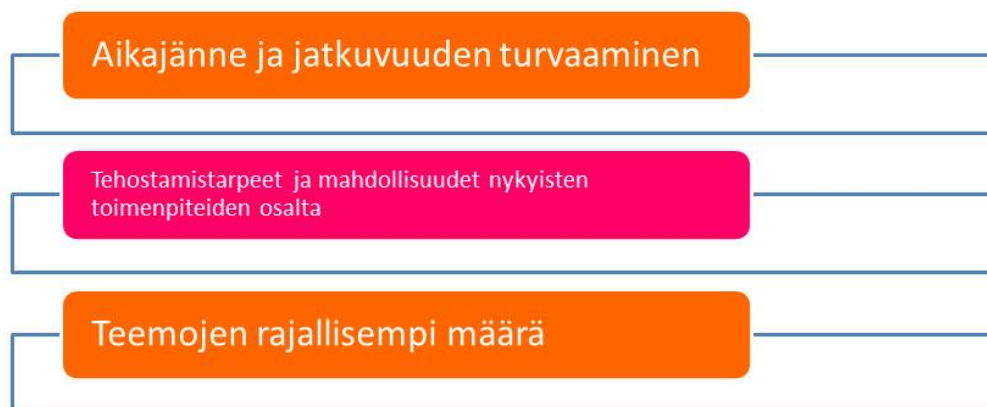 Aikajänne ja jatkuvuuden turvaaminen
Tehostamistarpeet ja mahdollisuudet nykyisten
toimenpiteiden osalta
Teemojen rajallisempi määrä